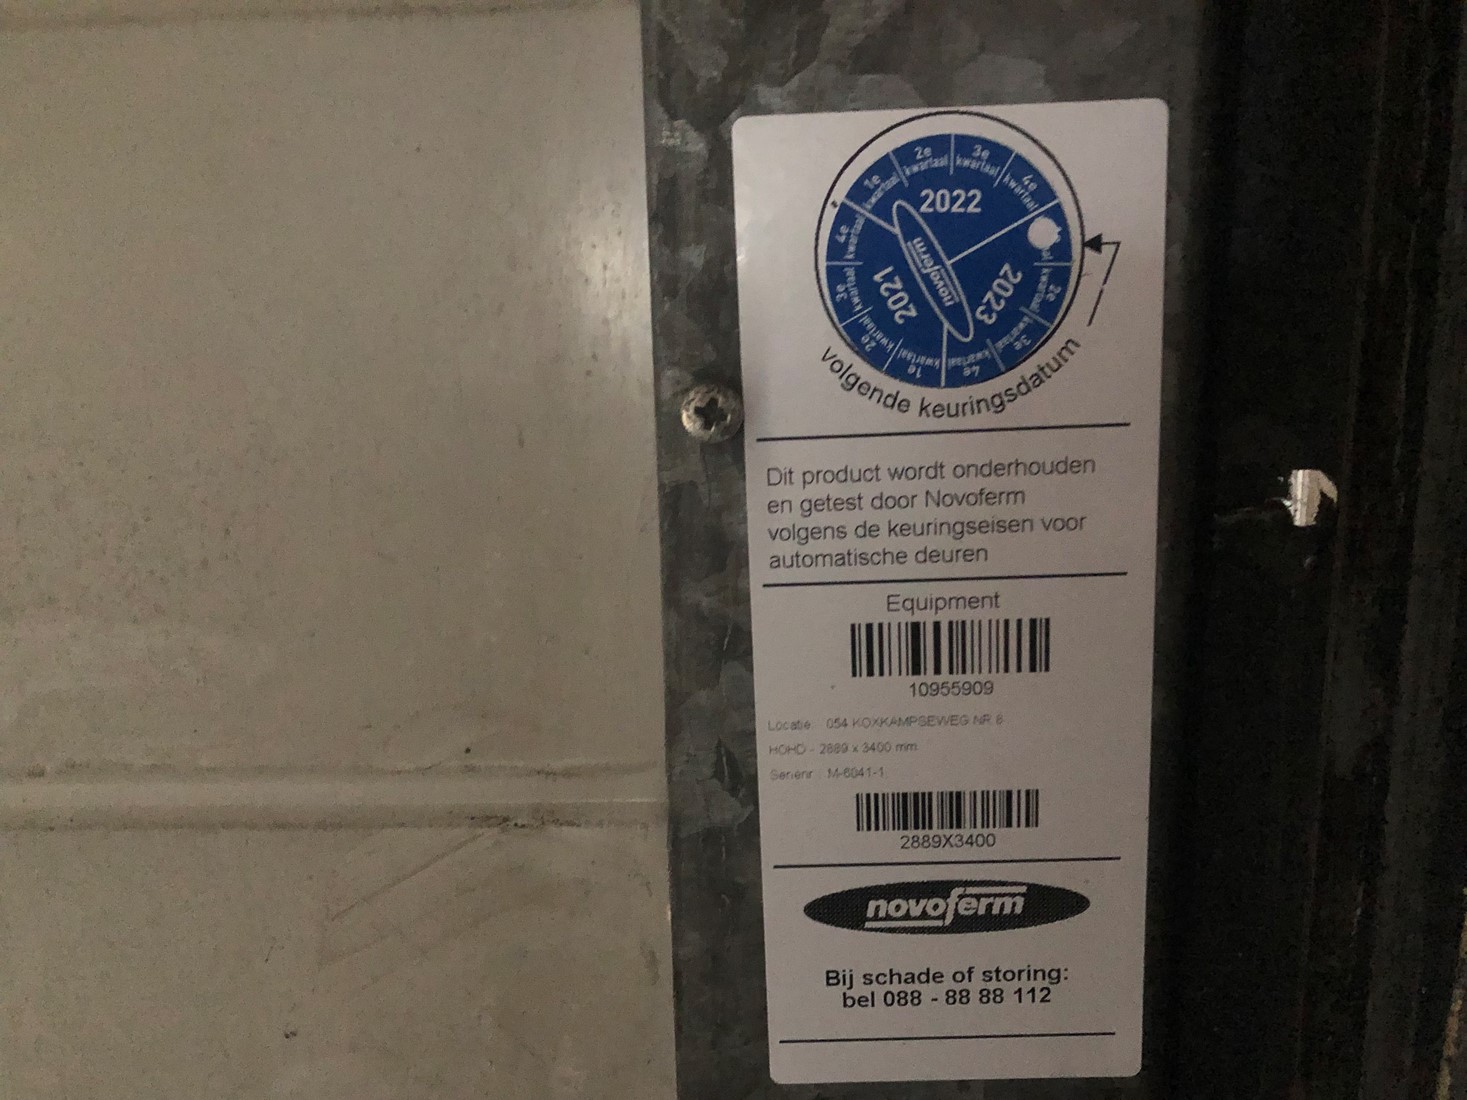 2022
1e kwartaal
2e kwartaal
3e kwartaal
4e kwartaal
2023
2e kwartaal
3e kwartaal
4e kwartaal
2021
1e kwartaal
2e kwartaal
3e kwartaal
4e kwartaal
novoferm
volgende keuringsdatum
Dit product wordt onderhouden
en getest door Novoferm
volgens de keuringseisen voor
automatische deuren
Equipment
10955909
Locatie: 054 KOXKAMPSEWEG NR 8
HOHD - 2889 x 3400 mm
Serienr: M-6041-1
2889X3400
novoferm
Bij schade of storing:
bel 088 - 88 88 112